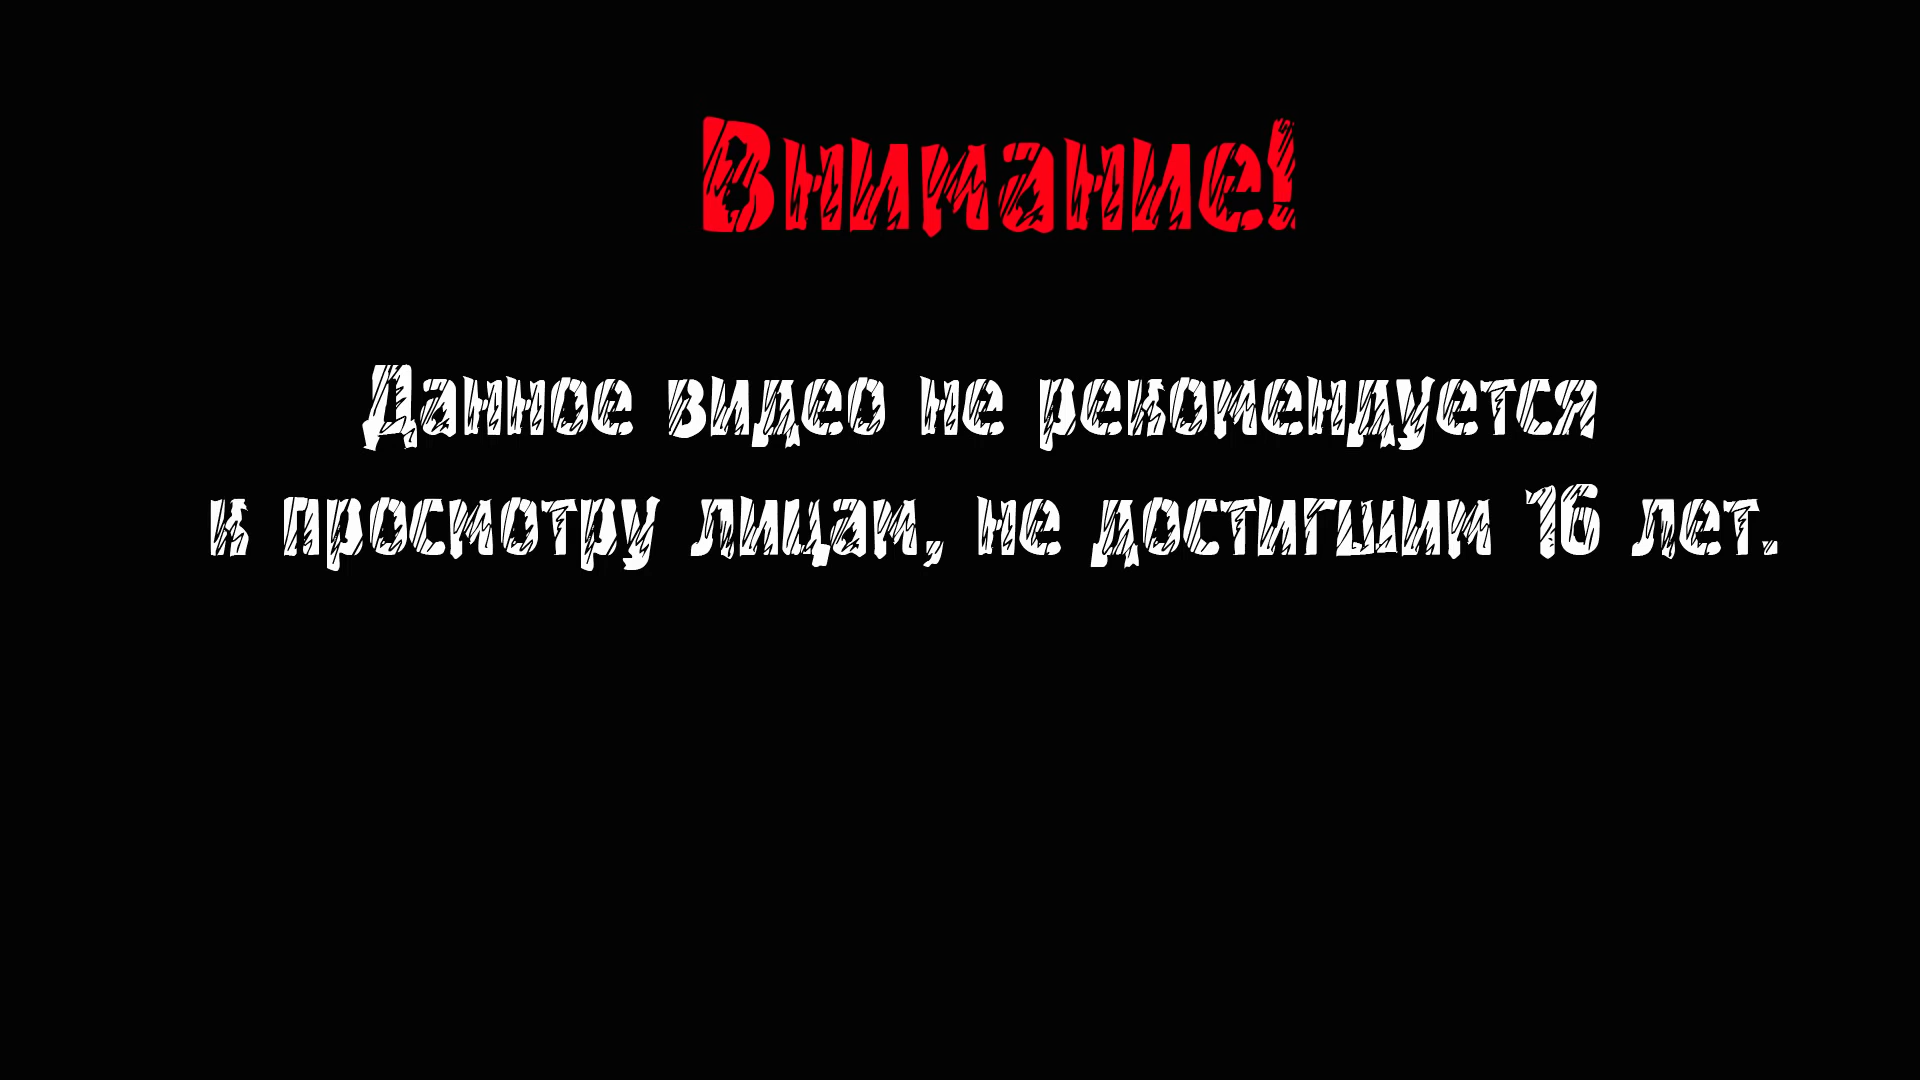 Внимание!
Данное видео не рекомендуется
к просмотру лицам, не достигшим 16 лет.